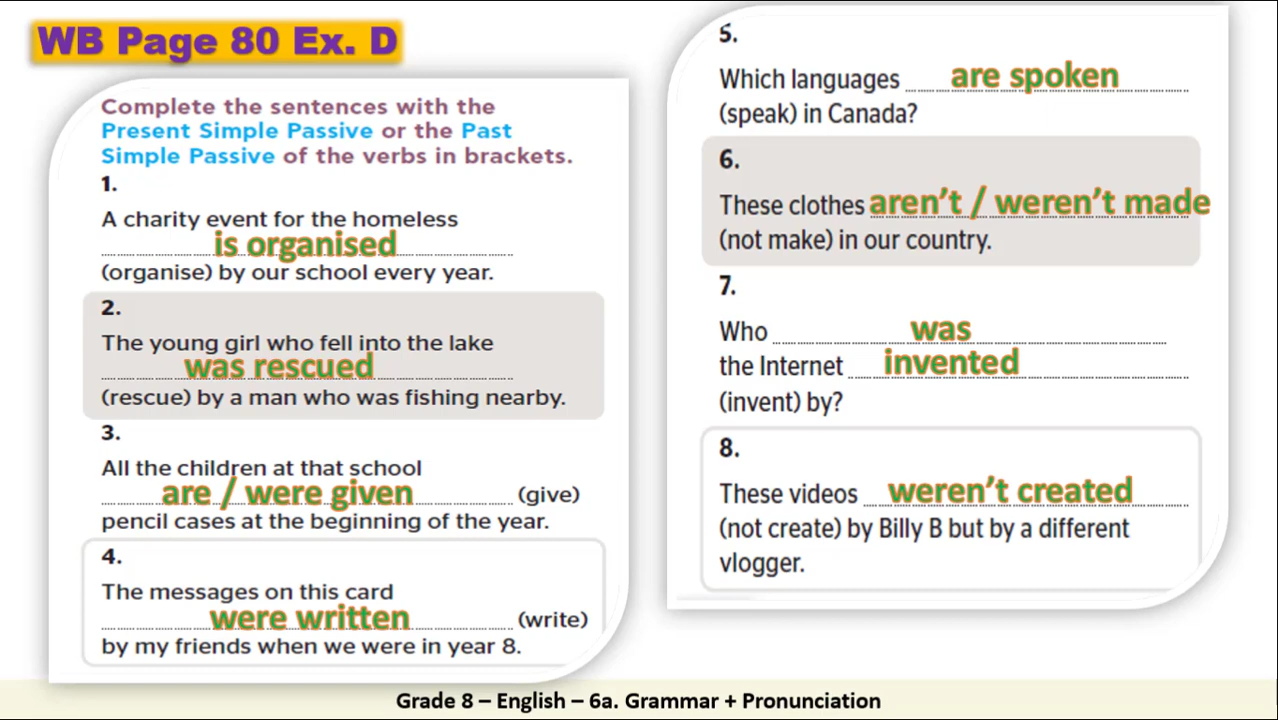 WB Page 80 Ex. D
Complete the sentences with the
Present Simple Passive or the Past
Simple Passive of the verbs in brackets.
1.
A charity event for the homeless
is organised
(organise) by our school every year.
2.
The young girl who fell into the lake
was rescued
(rescue) by a man who was fishing nearby.
3.
All the children at that school
are / were given (give)
pencil cases at the beginning of the year.
4.
The messages on this card
were written (write)
by my friends when we were in year 8.
5.
Which languages are spoken
(speak) in Canada?
6.
These clothes aren't / weren't made
(not make) in our country.
7.
Who was
the Internet invented
(invent) by?
8.
These videos weren't created
(not create) by Billy B but by a different
vlogger.
Grade 8 – English – 6a. Grammar + Pronunciation